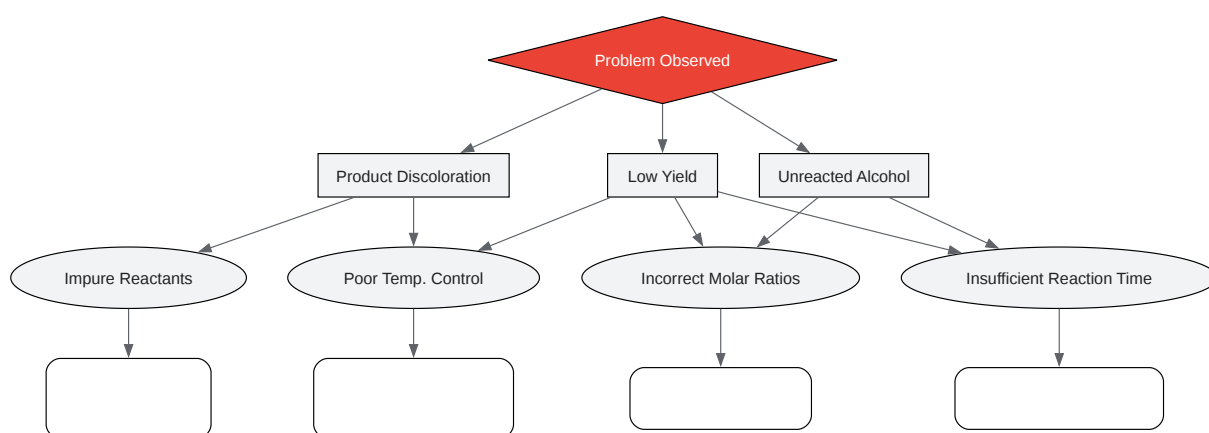 Problem Observed
Product Discoloration
Low Yield
Unreacted Alcohol
Impure Reactants
Poor Temp. Control
Incorrect Molar Ratios
Insufficient Reaction Time